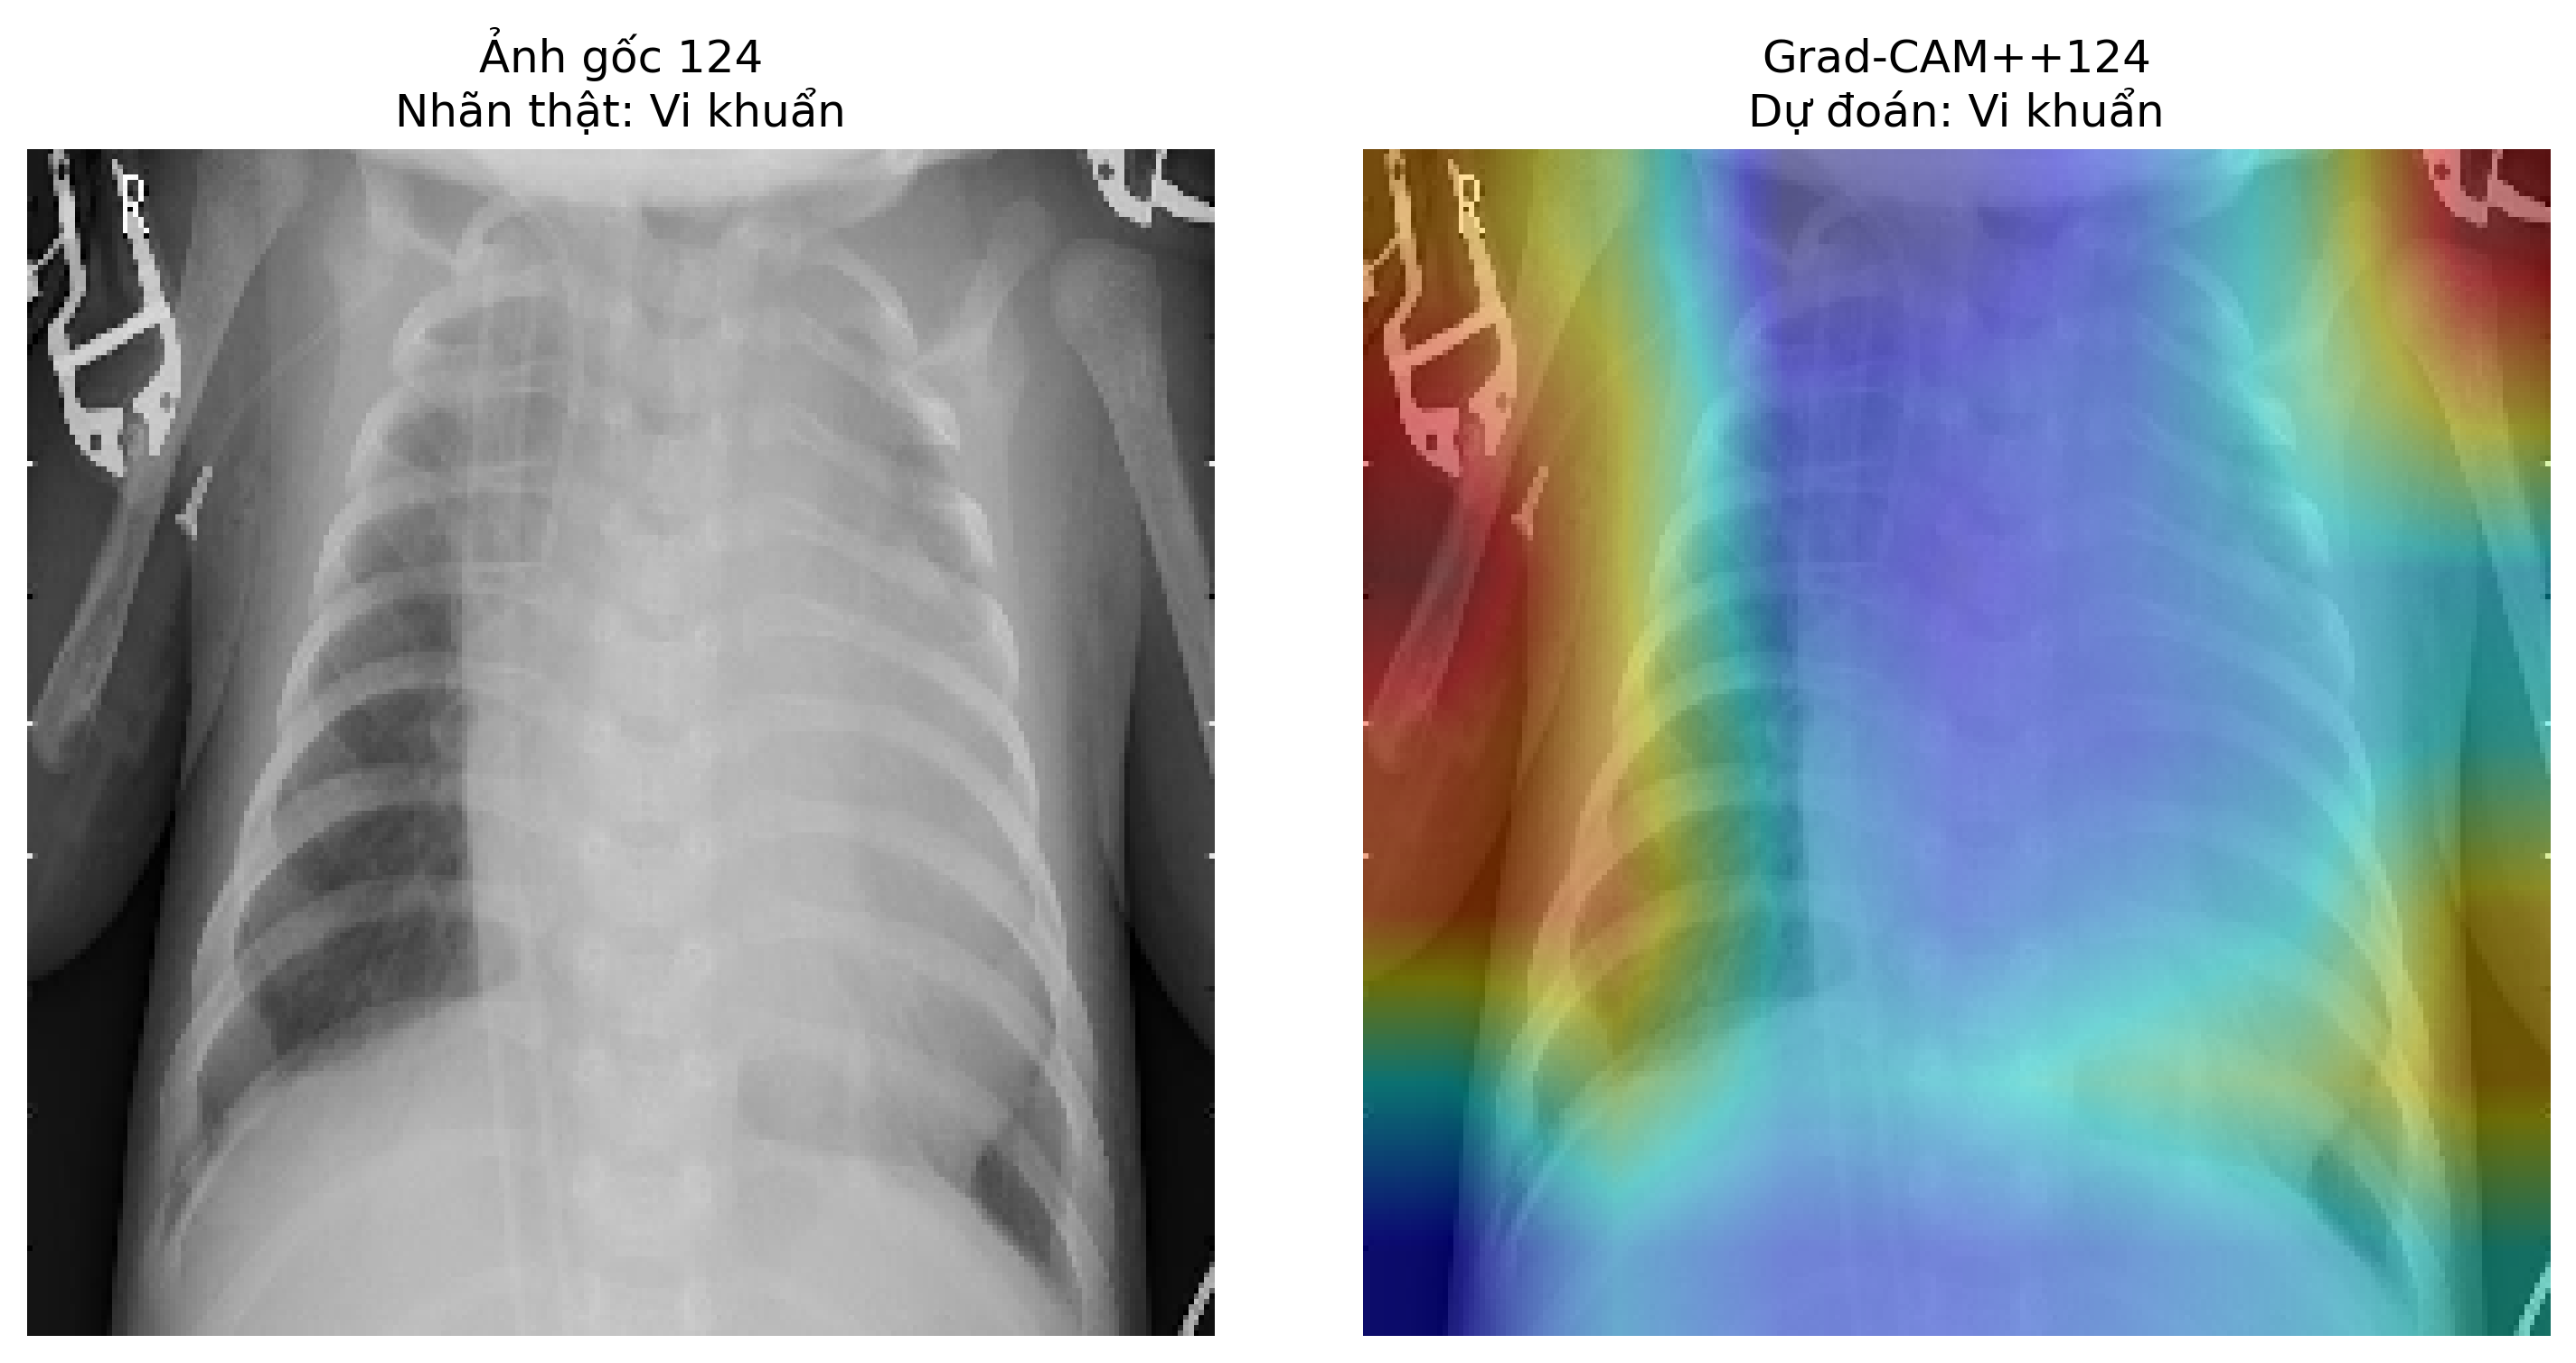 Ảnh gốc 124
Nhãn thật: Vi khuẩn
Grad-CAM++124
Dự đoán: Vi khuẩn
R
R